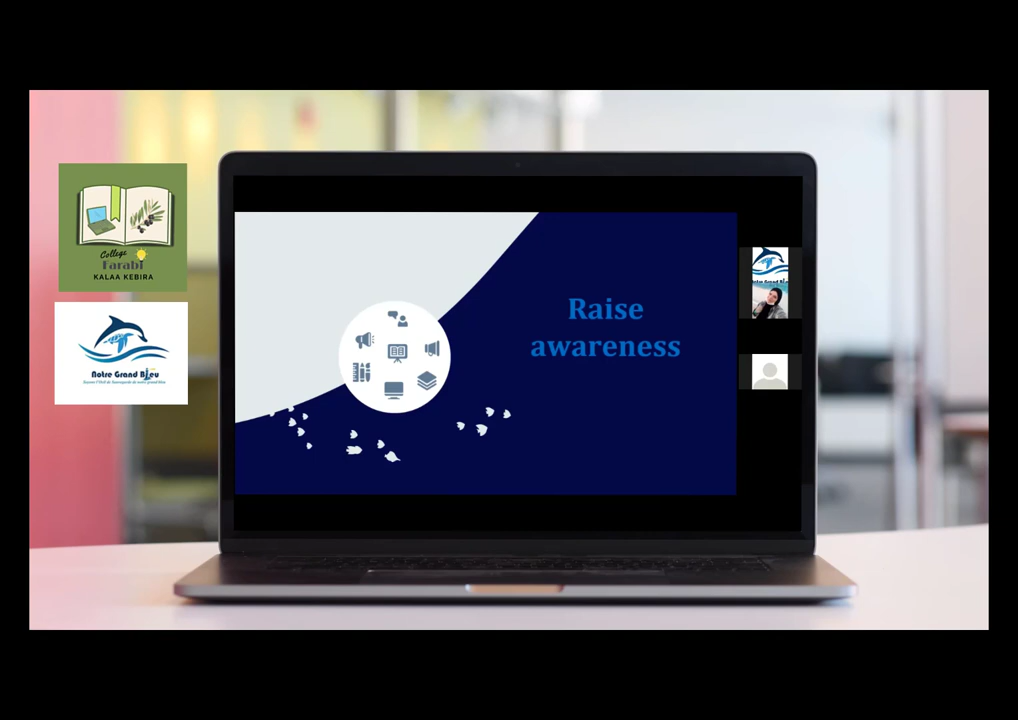 College
Farabi
KALAA KEBIRA
Notre Grand Bleu
Raise
awareness